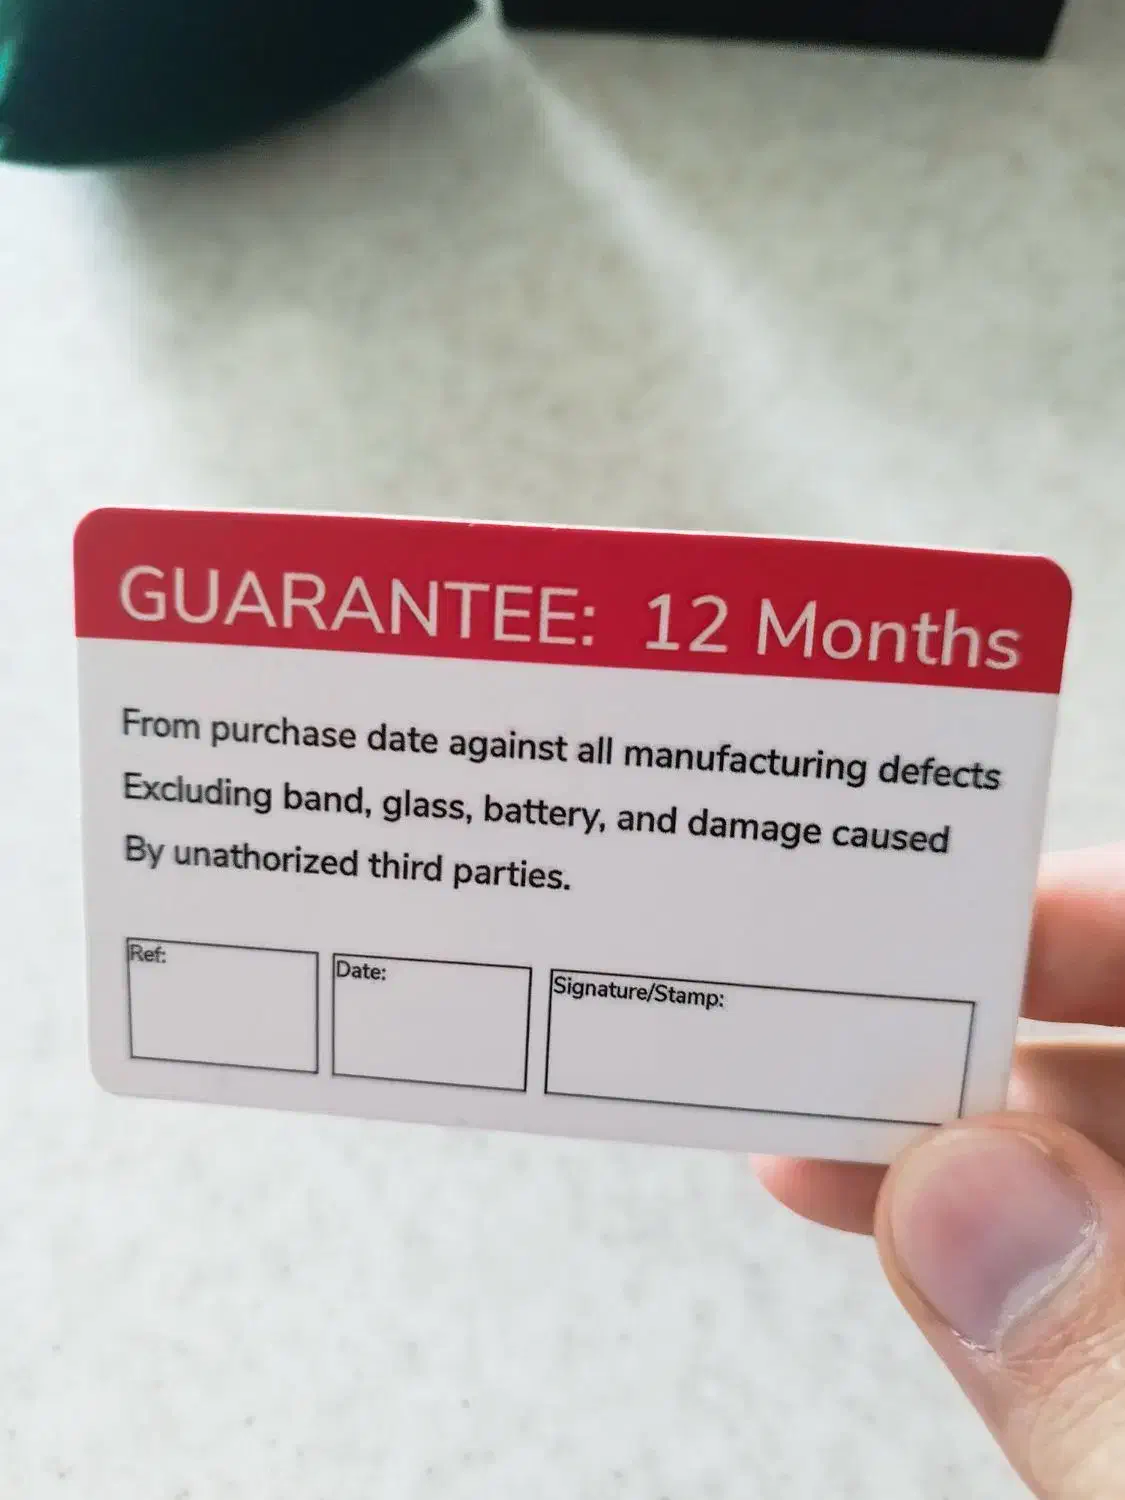 GUARANTEE: 12 Months
From purchase date against all manufacturing defects
Excluding band, glass, battery, and damage caused
By unathorized third parties.
Ref:
Date:
Signature/Stamp: